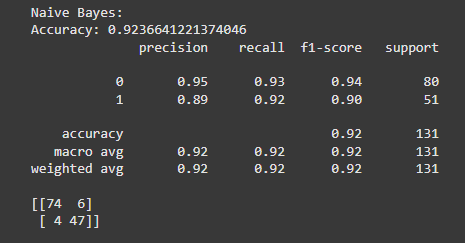 Naive Bayes:
Accuracy: 0.9236641221374046
precision recall f1-score support
0 0.95 0.93 0.94 80
1 0.89 0.92 0.90 51
accuracy 0.92 131
macro avg 0.92 0.92 0.92 131
weighted avg 0.92 0.92 0.92 131
[[74 6]
[ 4 47]]